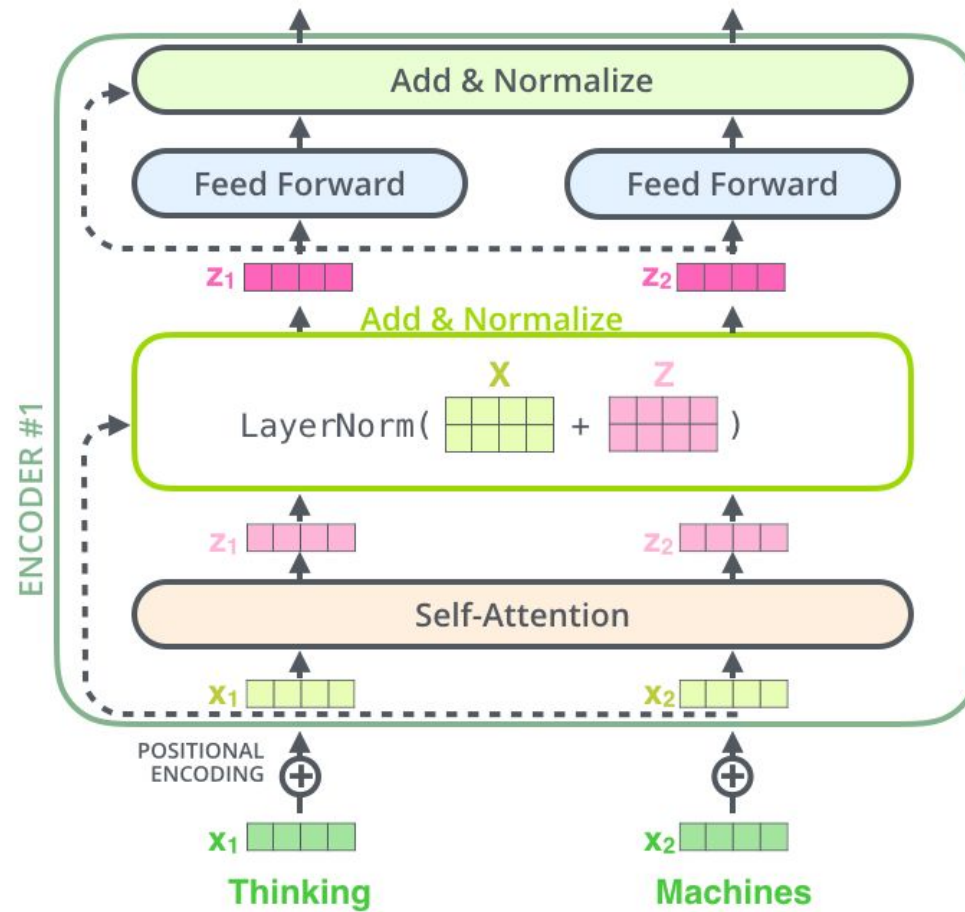 Add & Normalize
Feed Forward
Feed Forward
z1
z2
Add & Normalize
X
Z
LayerNorm( + )
ENCODER #1
z1
z2
Self-Attention
x1
x2
POSITIONAL
ENCODING
x1
x2
Thinking
Machines